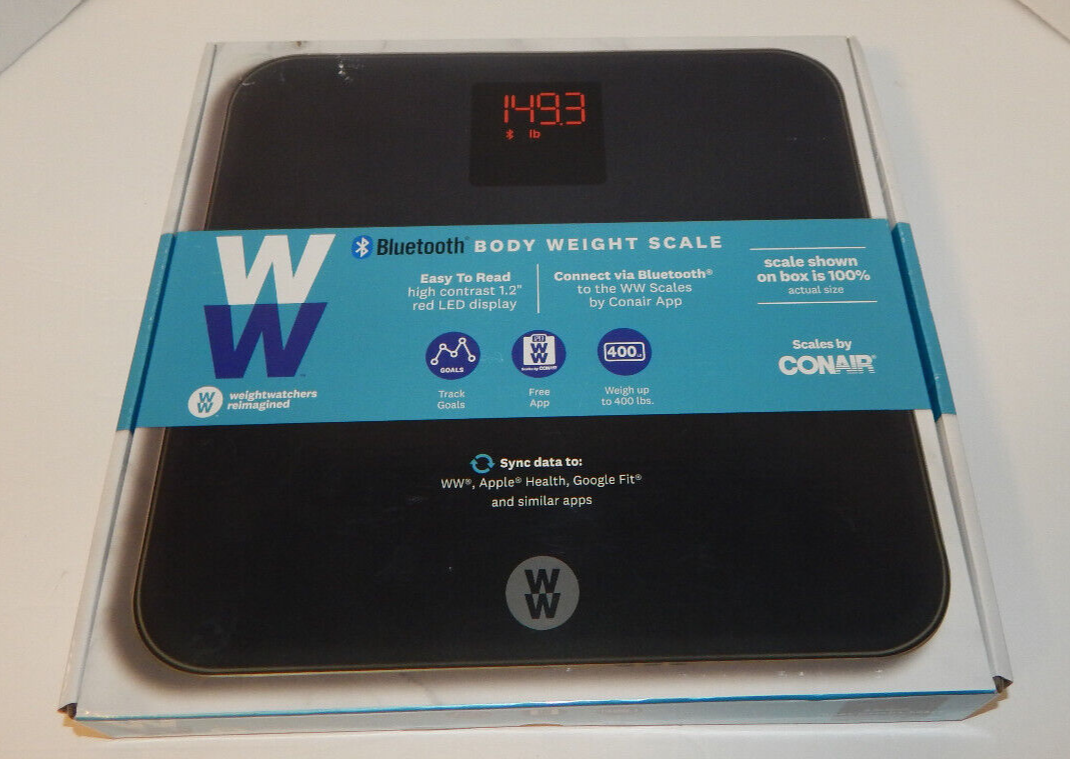 149.3
lb
W
W
Bluetooth® BODY WEIGHT SCALE
Easy To Read
high contrast 1.2"
red LED display
Connect via Bluetooth®
to the WW Scales
by Conair App
scale shown
on box is 100%
actual size
GOALS
Track
Goals
W
W
Free
App
400
Weigh up
to 400 lbs.
Scales by
CONAIR®
W
W
weightwatchers
reimagined
Sync data to:
WW®, Apple® Health, Google Fit®
and similar apps
W
W